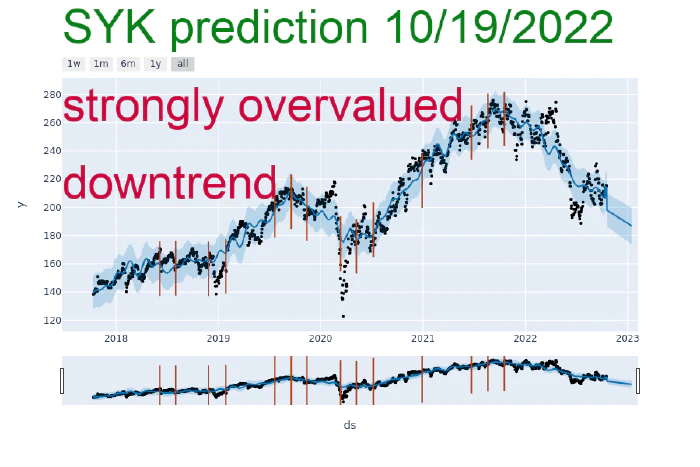 SYK prediction 10/19/2022
1w 1m 6m 1y all
strongly overvalued
downtrend
280
260
240
220
200
180
160
140
120
y
2018 2019 2020 2021 2022 2023
ds